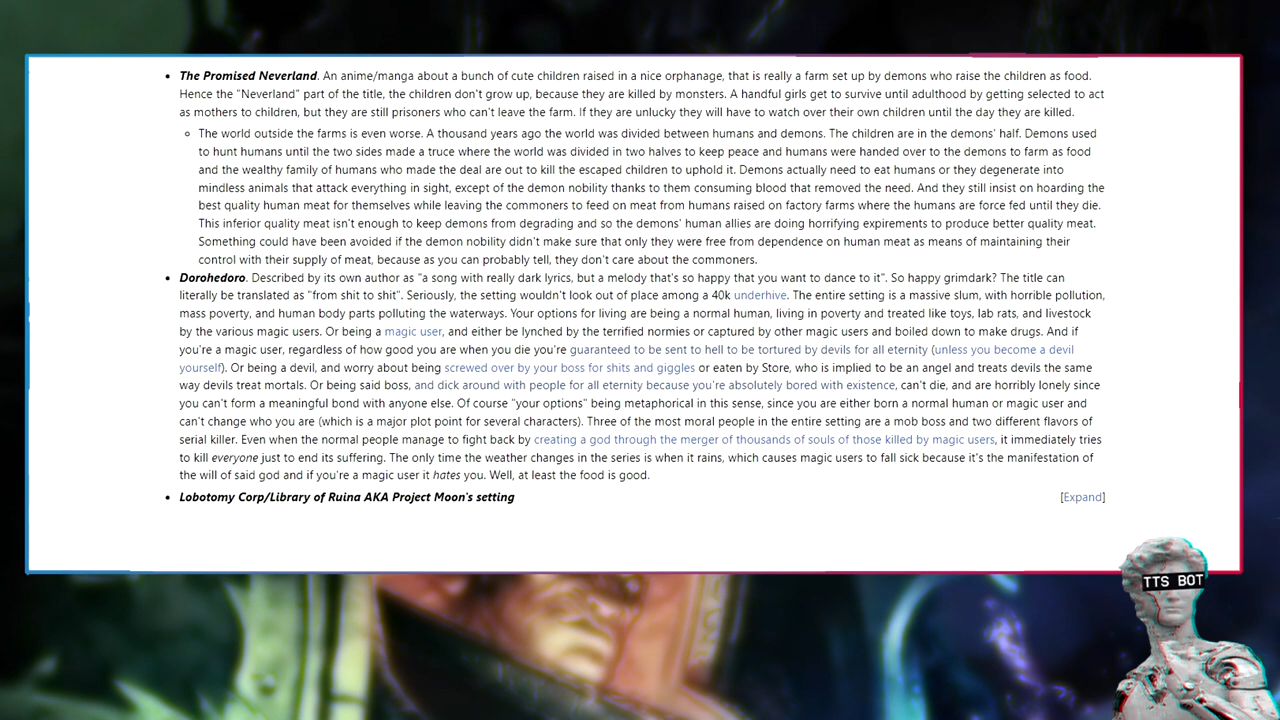 The Promised Neverland. An anime/manga about a bunch of cute children raised in a nice orphanage, that is really a farm set up by demons who raise the children as food.
Hence the "Neverland" part of the title, the children don't grow up, because they are killed by monsters. A handful girls get to survive until adulthood by getting selected to act
as mothers to children, but they are still prisoners who can't leave the farm. If they are unlucky they will have to watch over their own children until the day they are killed.
The world outside the farms is even worse. A thousand years ago the world was divided between humans and demons. The children are in the demons' half. Demons used
to hunt humans until the two sides made a truce where the world was divided in two halves to keep peace and humans were handed over to the demons to farm as food
and the wealthy family of humans who made the deal are out to kill the escaped children to uphold it. Demons actually need to eat humans or they degenerate into
mindless animals that attack everything in sight, except of the demon nobility thanks to them consuming blood that removed the need. And they still insist on hoarding the
best quality human meat for themselves while leaving the commoners to feed on meat from humans raised on factory farms where the humans are force fed until they die.
This inferior quality meat isn't enough to keep demons from degrading and so the demons' human allies are doing horrifying expirements to produce better quality meat.
Something could have been avoided if the demon nobility didn't make sure that only they were free from dependence on human meat as means of maintaining their
control with their supply of meat, because as you can probably tell, they don't care about the commoners.
Dorohedoro. Described by its own author as "a song with really dark lyrics, but a melody that's so happy that you want to dance to it". So happy grimdark? The title can
literally be translated as "from shit to shit". Seriously, the setting wouldn't look out of place among a 40k underhive. The entire setting is a massive slum, with horrible pollution,
mass poverty, and human body parts polluting the waterways. Your options for living are being a normal human, living in poverty and treated like toys, lab rats, and livestock
by the various magic users. Or being a magic user, and either be lynched by the terrified normies or captured by other magic users and boiled down to make drugs. And if
you're a magic user, regardless of how good you are when you die you're guaranteed to be sent to hell to be tortured by devils for all eternity (unless you become a devil
yourself). Or being a devil, and worry about being screwed over by your boss for shits and giggles or eaten by Store, who is implied to be an angel and treats devils the same
way devils treat mortals. Or being said boss, and dick around with people for all eternity because you're absolutely bored with existence, can't die, and are horribly lonely since
you can't form a meaningful bond with anyone else. Of course "your options" being metaphorical in this sense, since you are either born a normal human or magic user and
can't change who you are (which is a major plot point for several characters). Three of the most moral people in the entire setting are a mob boss and two different flavors of
serial killer. Even when the normal people manage to fight back by creating a god through the merger of thousands of souls of those killed by magic users, it immediately tries
to kill everyone just to end its suffering. The only time the weather changes in the series is when it rains, which causes magic users to fall sick because it's the manifestation of
the will of said god and if you're a magic user it hates you. Well, at least the food is good.
Lobotomy Corp/Library of Ruina AKA Project Moon's setting [Expand]
TTS BOT